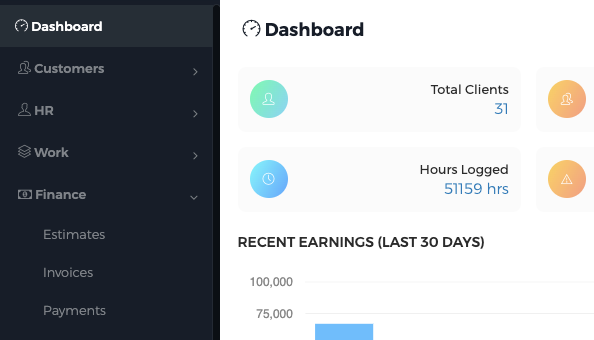 Dashboard
Customers
HR
Work
Finance
Estimates
Invoices
Payments
Dashboard
Total Clients
31
Hours Logged
51159 hrs
RECENT EARNINGS (LAST 30 DAYS)
100,000
75,000